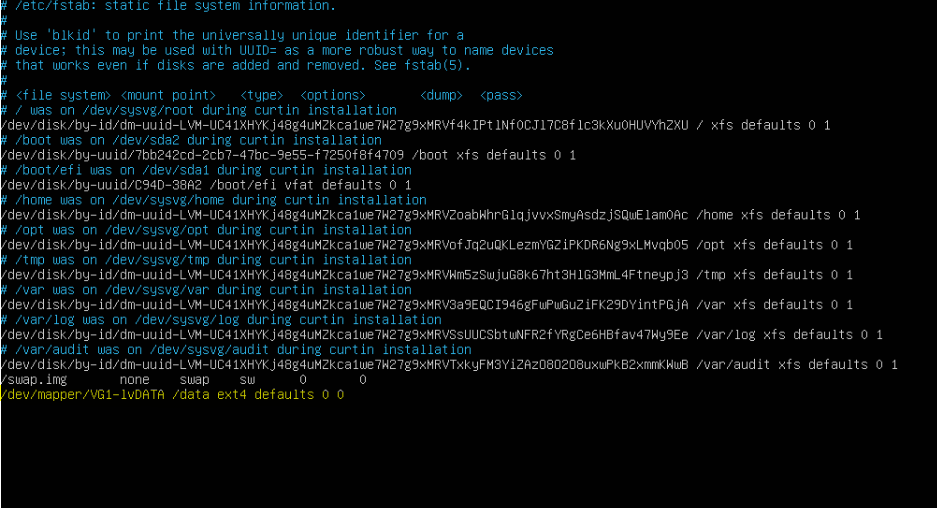 # /etc/fstab: static file system information.
#
# Use 'blkid' to print the universally unique identifier for a
# device; this may be used with UUID= as a more robust way to name devices
# that works even if disks are added and removed. See fstab(5).
#
# <file system> <mount point>   <type>  <options>       <dump>  <pass>
# / was on /dev/sysvg/root during curtin installation
/dev/disk/by-id/dm-uuid-LVM-UC41XHYKj48g4uMZkca1we7W27g9xMRVf4kIPtlNf0CJ17C8flc3kXu0HUVYhZXU / xfs defaults 0 1
# /boot was on /dev/sda2 during curtin installation
/dev/disk/by-uuid/7bb242cd-2cb7-47bc-9e55-f7250f8f4709 /boot xfs defaults 0 1
# /boot/efi was on /dev/sda1 during curtin installation
/dev/disk/by-uuid/C94D-38A2 /boot/efi vfat defaults 0 1
# /home was on /dev/sysvg/home during curtin installation
/dev/disk/by-id/dm-uuid-LVM-UC41XHYKj48g4uMZkca1we7W27g9xMRVZoabWhrGlqjvvxSmyAsdzjSQwElam0Ac /home xfs defaults 0 1
# /opt was on /dev/sysvg/opt during curtin installation
/dev/disk/by-id/dm-uuid-LVM-UC41XHYKj48g4uMZkca1we7W27g9xMRVofJq2uQKLezmYGZiPKDR6Ng9xLMvqb05 /opt xfs defaults 0 1
# /tmp was on /dev/sysvg/tmp during curtin installation
/dev/disk/by-id/dm-uuid-LVM-UC41XHYKj48g4uMZkca1we7W27g9xMRVWm5zSwjuG8k67ht3HlG3MmL4Ftneypj3 /tmp xfs defaults 0 1
# /var was on /dev/sysvg/var during curtin installation
/dev/disk/by-id/dm-uuid-LVM-UC41XHYKj48g4uMZkca1we7W27g9xMRV3a9EQCI946gFwPwGuZiFK29DYintPGjA /var xfs defaults 0 1
# /var/log was on /dev/sysvg/log during curtin installation
/dev/disk/by-id/dm-uuid-LVM-UC41XHYKj48g4uMZkca1we7W27g9xMRVSsUUCSbtwNFR2fYRgCe6HBfav47Wy9Ee /var/log xfs defaults 0 1
# /var/audit was on /dev/sysvg/audit during curtin installation
/dev/disk/by-id/dm-uuid-LVM-UC41XHYKj48g4uMZkca1we7W27g9xMRVTxkyFM3YiZAz080208uxwPkB2xmmKWwB /var/audit xfs defaults 0 1
/swap.img       none    swap    sw      0       0
/dev/mapper/VG1-lvDATA /data ext4 defaults 0 0